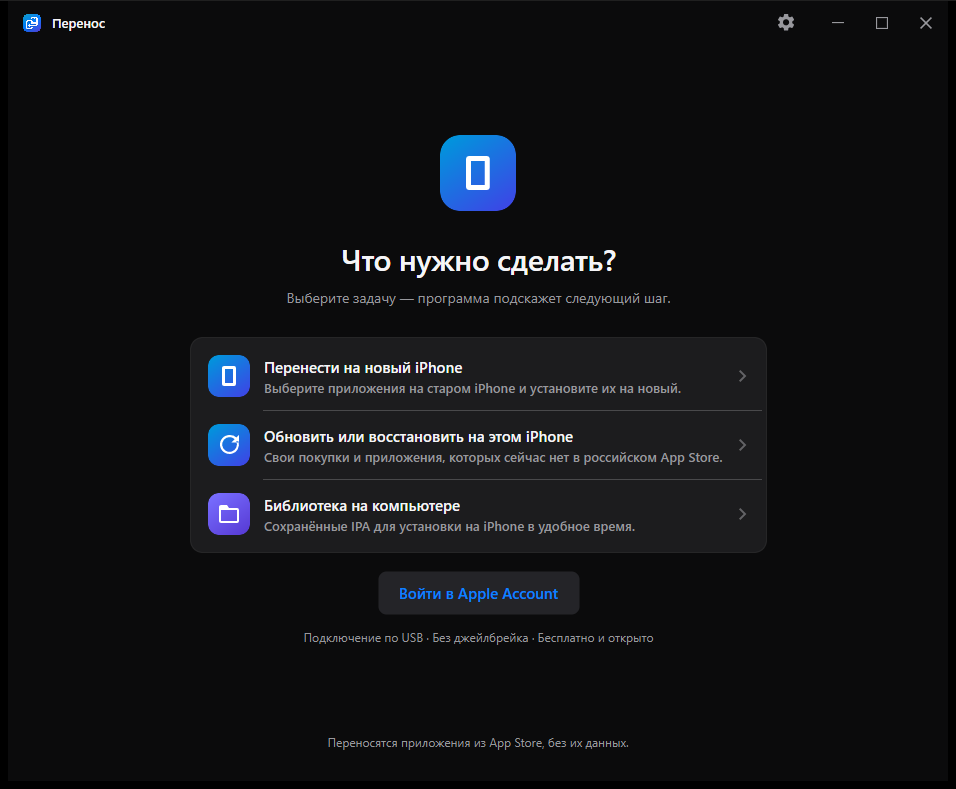 Перенос
Что нужно сделать?
Выберите задачу — программа подскажет следующий шаг.
Перенести на новый iPhone
Выберите приложения на старом iPhone и установите их на новый.
Обновить или восстановить на этом iPhone
Свои покупки и приложения, которых сейчас нет в российском App Store.
Библиотека на компьютере
Сохранённые IPA для установки на iPhone в удобное время.
Войти в Apple Account
Подключение по USB · Без джейлбрейка · Бесплатно и открыто
Переносятся приложения из App Store, без их данных.